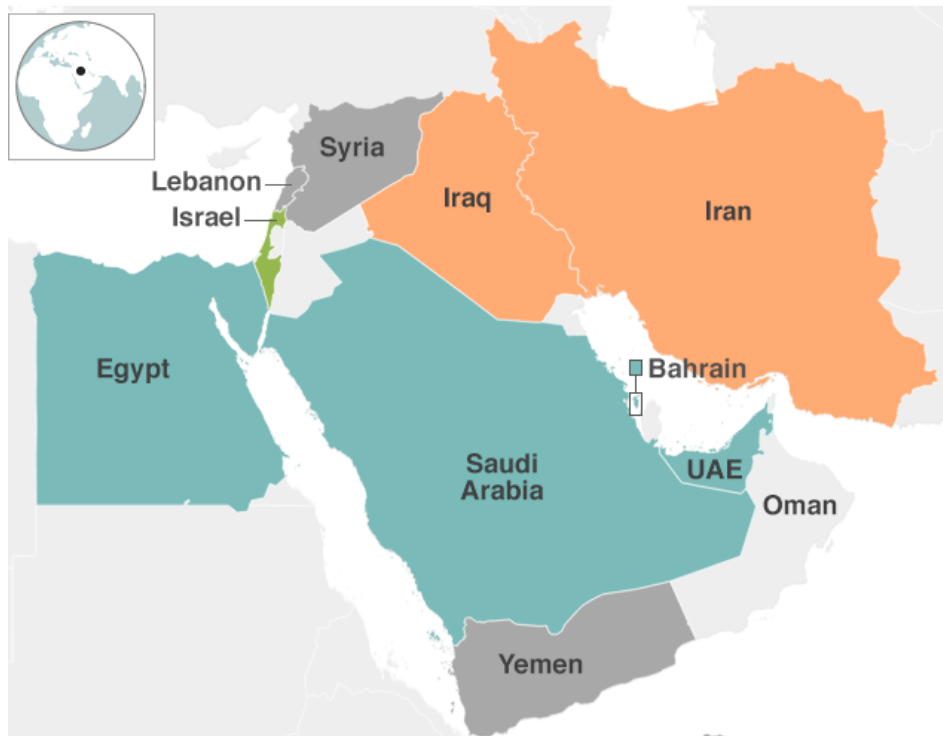 Syria
Lebanon
Israel
Iraq
Iran
Egypt
Bahrain
Saudi
Arabia
UAE
Oman
Yemen